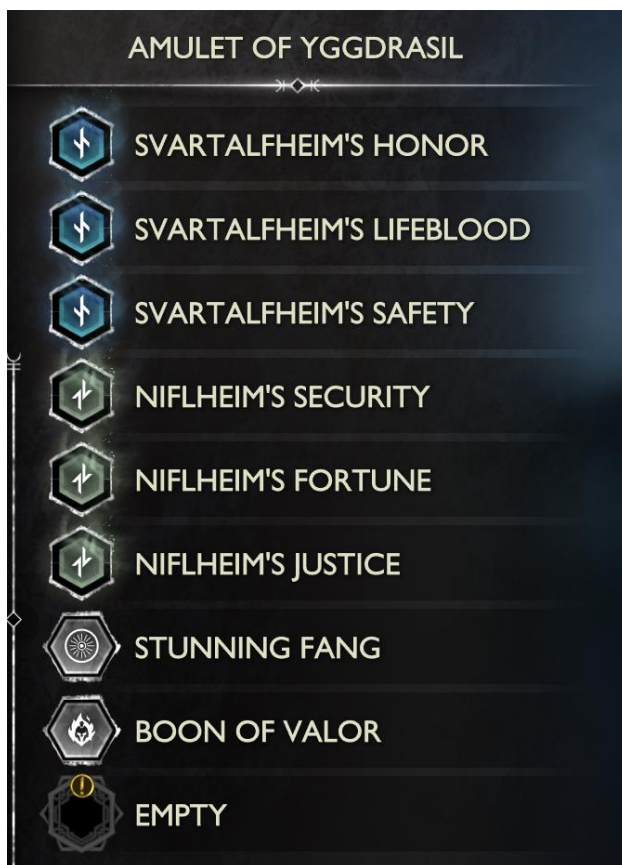 AMULET OF YGGDRASIL
SVARTALFHEIM'S HONOR
SVARTALFHEIM'S LIFEBLOOD
SVARTALFHEIM'S SAFETY
NIFLHEIM'S SECURITY
NIFLHEIM'S FORTUNE
NIFLHEIM'S JUSTICE
STUNNING FANG
BOON OF VALOR
EMPTY